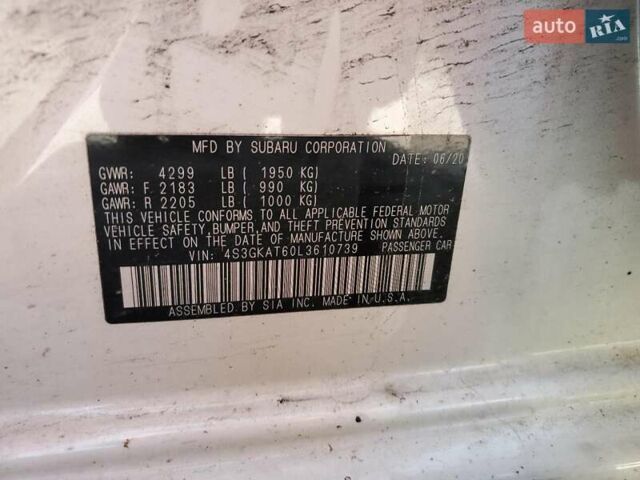 auto RIA
MFD BY SUBARU CORPORATION
DATE: 06/20
GVWR: 4299 LB ( 1950 KG)
GAWR: F 2183 LB ( 990 KG)
GAWR: R 2205 LB ( 1000 KG)
THIS VEHICLE CONFORMS TO ALL APPLICABLE FEDERAL MOTOR
VEHICLE SAFETY, BUMPER, AND THEFT PREVENTION STANDARDS
IN EFFECT ON THE DATE OF MANUFACTURE SHOWN ABOVE.
VIN: 4S3GKAT60L3610739 PASSENGER CAR
ASSEMBLED BY SIA INC. MADE IN U.S.A.